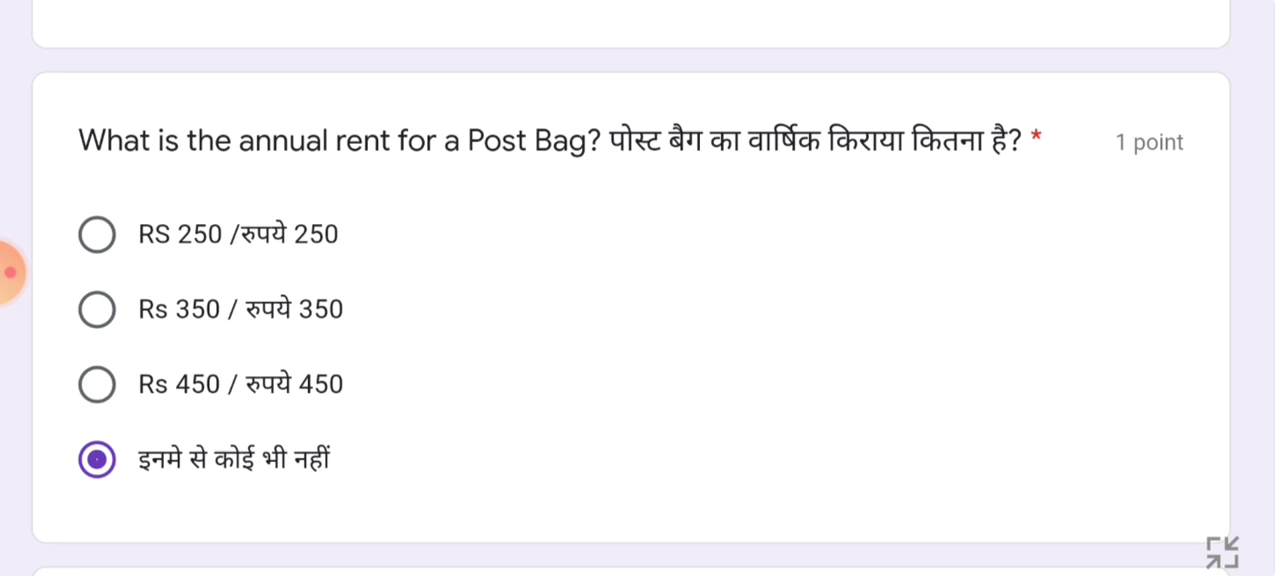 What is the annual rent for a Post Bag? पोस्ट बैग का वार्षिक किराया कितना है? * 1 point
RS 250 /रुपये 250
Rs 350 / रुपये 350
Rs 450 / रुपये 450
इनमे से कोई भी नहीं